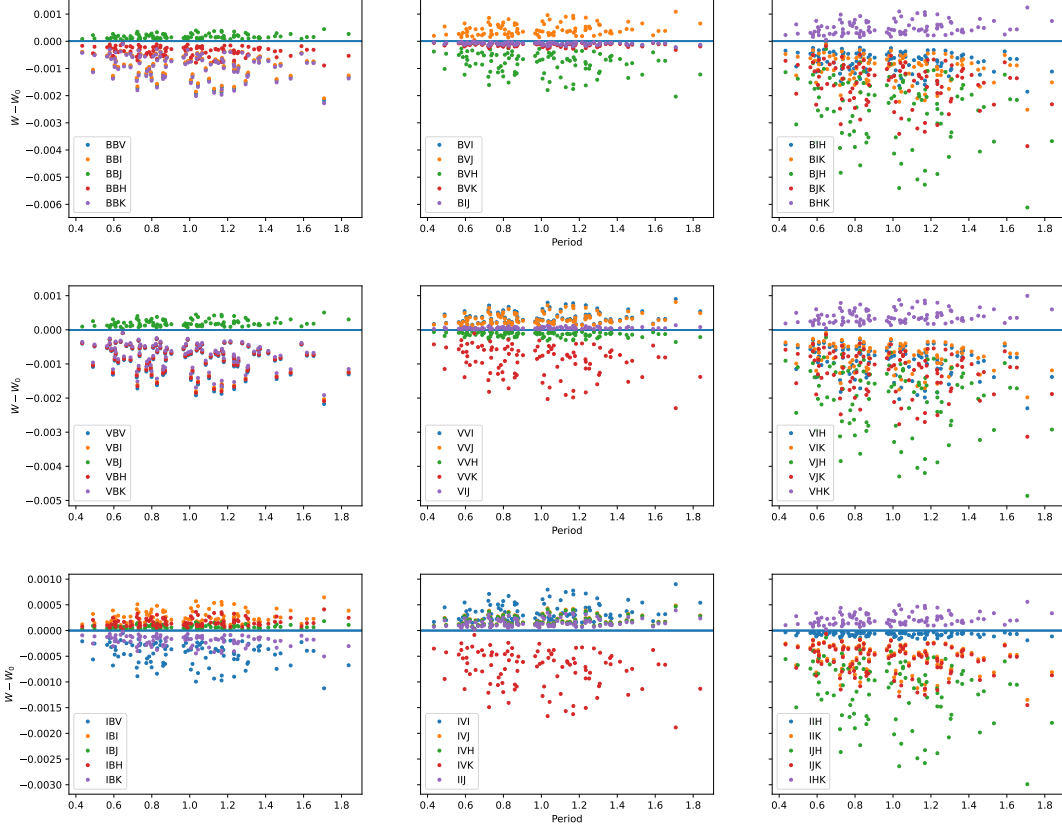 0.001
0.000
−0.001
−0.002
−0.003
−0.004
−0.005
−0.006
W − W₀
BBV
BBI
BBJ
BBH
BBK
0.4 0.6 0.8 1.0 1.2 1.4 1.6 1.8
BVI
BVJ
BVH
BVK
BIJ
0.4 0.6 0.8 1.0 1.2 1.4 1.6 1.8
Period
BIH
BIK
BJH
BJK
BHK
0.4 0.6 0.8 1.0 1.2 1.4 1.6 1.8
Period
0.001
0.000
−0.001
−0.002
−0.003
−0.004
−0.005
W − W₀
VBV
VBI
VBJ
VBH
VBK
0.4 0.6 0.8 1.0 1.2 1.4 1.6 1.8
VVI
VVJ
VVH
VVK
VIJ
0.4 0.6 0.8 1.0 1.2 1.4 1.6 1.8
Period
VIH
VIK
VJH
VJK
VHK
0.4 0.6 0.8 1.0 1.2 1.4 1.6 1.8
Period
0.0010
0.0005
0.0000
−0.0005
−0.0010
−0.0015
−0.0020
−0.0025
−0.0030
W − W₀
IBV
IBI
IBJ
IBH
IBK
0.4 0.6 0.8 1.0 1.2 1.4 1.6 1.8
IVI
IVJ
IVH
IVK
IIJ
0.4 0.6 0.8 1.0 1.2 1.4 1.6 1.8
Period
IIH
IIK
IJH
IJK
IHK
0.4 0.6 0.8 1.0 1.2 1.4 1.6 1.8
Period